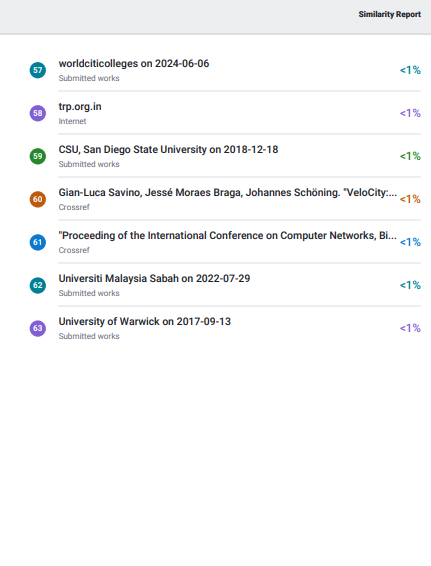 Similarity Report
57
worldciticolleges on 2024-06-06
<1%
Submitted works
58
trp.org.in
<1%
Internet
59
CSU, San Diego State University on 2018-12-18
<1%
Submitted works
60
Gian-Luca Savino, Jessé Moraes Braga, Johannes Schöning. "VeloCity:...
<1%
Crossref
61
"Proceeding of the International Conference on Computer Networks, Bi...
<1%
Crossref
62
Universiti Malaysia Sabah on 2022-07-29
<1%
Submitted works
63
University of Warwick on 2017-09-13
<1%
Submitted works